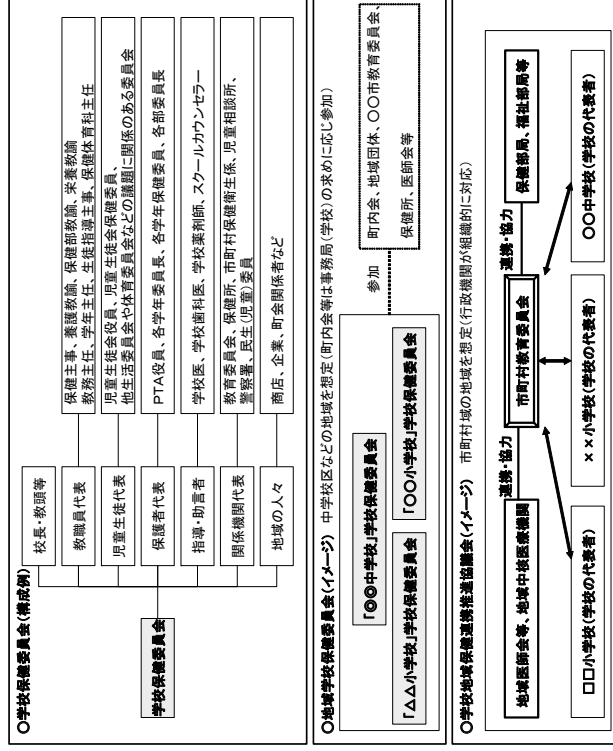 〇学校保健委員会(構成例)
学校保健委員会
校長・教頭等
教職員代表
保健主事、養護教諭、保健部教諭、栄養教諭
教務主任、学年主任、生徒指導主事、保健体育科主任
児童生徒代表
児童生徒会役員、児童生徒会保健委員、
他生活委員会や体育委員会などの議題に関係のある委員会
保護者代表
PTA役員、各学年委員長、各学年保健委員、各部委員長
指導・助言者
学校医、学校歯科医、学校薬剤師、スクールカウンセラー
関係機関代表
教育委員会、保健所、市町村保健衛生係、児童相談所、
警察署、民生(児童)委員
地域の人々
商店、企業、町会関係者など
〇地域学校保健委員会(イメージ) 中学校区などの地域を想定(町内会等は事務局(学校)の求めに応じ参加)
「◎◎中学校」学校保健委員会
「△△小学校」学校保健委員会
「〇〇小学校」学校保健委員会
参加
町内会、地域団体、〇〇市教育委員会、
保健所、医師会等
〇学校地域保健連携推進協議会(イメージ) 市町村域の地域を想定(行政機関が組織的に対応)
地域医師会等、地域中核医療機関
連携・協力
市町村教育委員会
連携・協力
保健部局、福祉部局等
□□小学校(学校の代表者)
××小学校(学校の代表者)
〇〇中学校(学校の代表者)